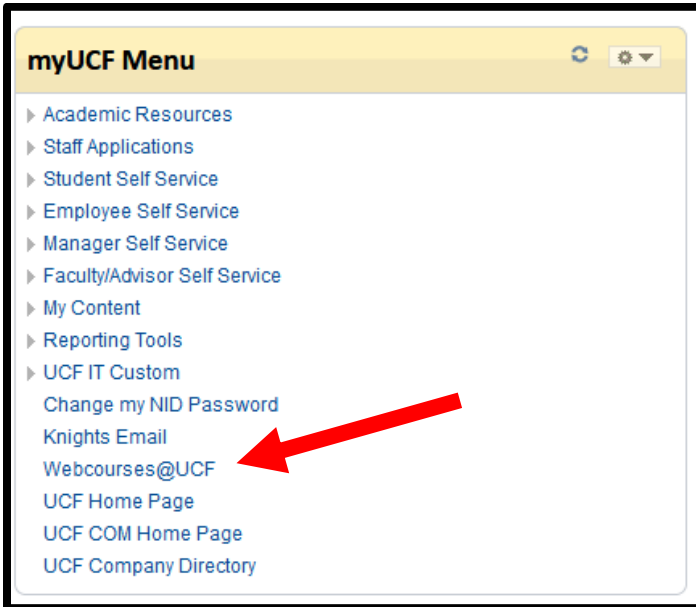 myUCF Menu
Academic Resources
Staff Applications
Student Self Service
Employee Self Service
Manager Self Service
Faculty/Advisor Self Service
My Content
Reporting Tools
UCF IT Custom
Change my NID Password
Knights Email
Webcourses@UCF
UCF Home Page
UCF COM Home Page
UCF Company Directory